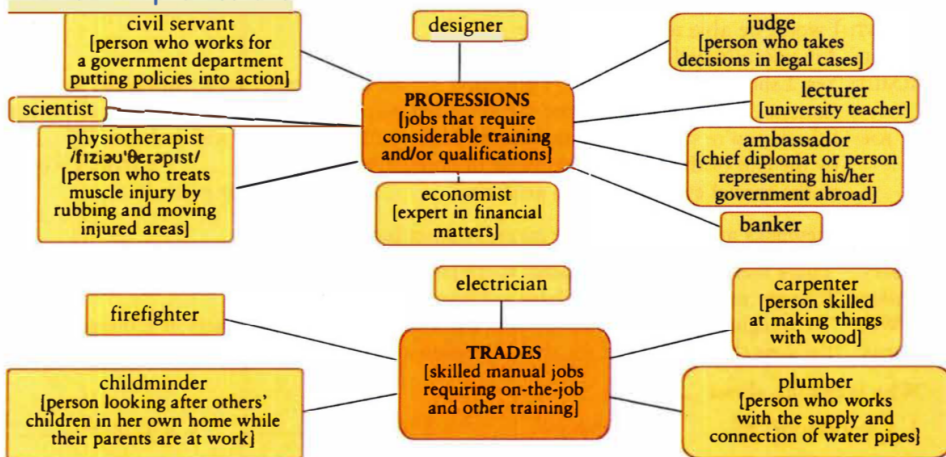 civil servant
[person who works for
a government department
putting policies into action]
designer
judge
[person who takes
decisions in legal cases]
scientist
PROFESSIONS
[jobs that require
considerable training
and/or qualifications]
lecturer
[university teacher]
physiotherapist
/fɪziəʊˈθerəpɪst/
[person who treats
muscle injury by
rubbing and moving
injured areas]
ambassador
[chief diplomat or person
representing his/her
government abroad]
economist
[expert in financial
matters]
banker
electrician
firefighter
carpenter
[person skilled
at making things
with wood]
TRADES
[skilled manual jobs
requiring on-the-job
and other training]
childminder
[person looking after others'
children in her own home while
their parents are at work]
plumber
[person who works
with the supply and
connection of water pipes]